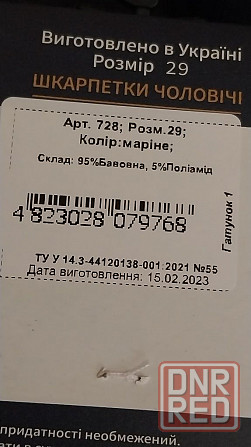 Виготовлено в Україні
Розмір 29
ШКАРПЕТКИ ЧОЛОВІЧІ
Арт. 728; Розм.29;
Колір:маріне;
Склад: 95%Бавовна, 5%Поліамід
4 823028 079768
Гатунок 1
ТУ У 14.3-44120138-001:2021 №55
Дата виготовлення: 15.02.2023
DNR
RED
придатності необмежений.